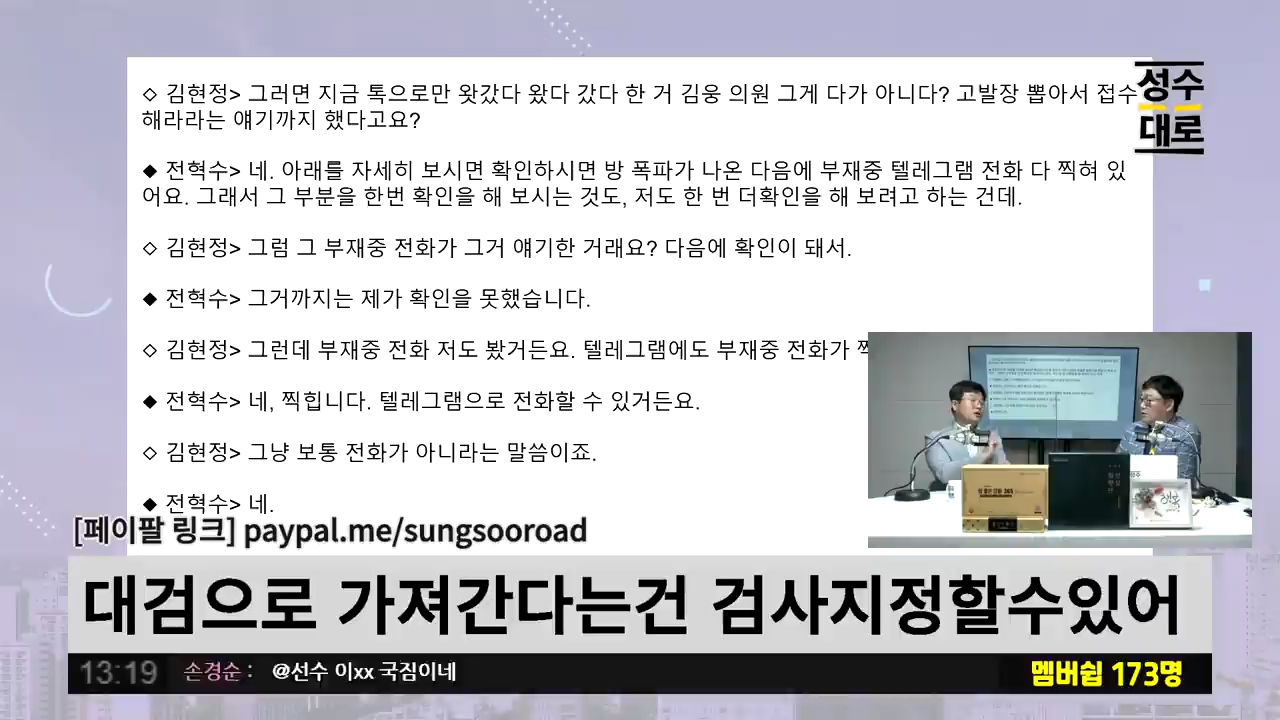 ◇ 김현정> 그러면 지금 톡으로만 왓갔다 왔다 갔다 한 거 김웅 의원 그게 다가 아니다? 고발장 뽑아서 접수
해라라는 얘기까지 했다고요?
◆ 전혁수> 네. 아래를 자세히 보시면 확인하시면 방 폭파가 나온 다음에 부재중 텔레그램 전화 다 찍혀 있
어요. 그래서 그 부분을 한번 확인을 해 보시는 것도, 저도 한 번 더확인을 해 보려고 하는 건데.
◇ 김현정> 그럼 그 부재중 전화가 그거 얘기한 거래요? 다음에 확인이 돼서.
◆ 전혁수> 그거까지는 제가 확인을 못했습니다.
◇ 김현정> 그런데 부재중 전화 저도 봤거든요. 텔레그램에도 부재중 전화가
◆ 전혁수> 네, 찍힙니다. 텔레그램으로 전화할 수 있거든요.
◇ 김현정> 그냥 보통 전화가 아니라는 말씀이죠.
◆ 전혁수> 네.
성수
대로
[페이팔 링크] paypal.me/sungsooroad
대검으로 가져간다는건 검사지정할수있어
13:19 손경순 : @선수 이xx 국짐이네 멤버쉽 173명